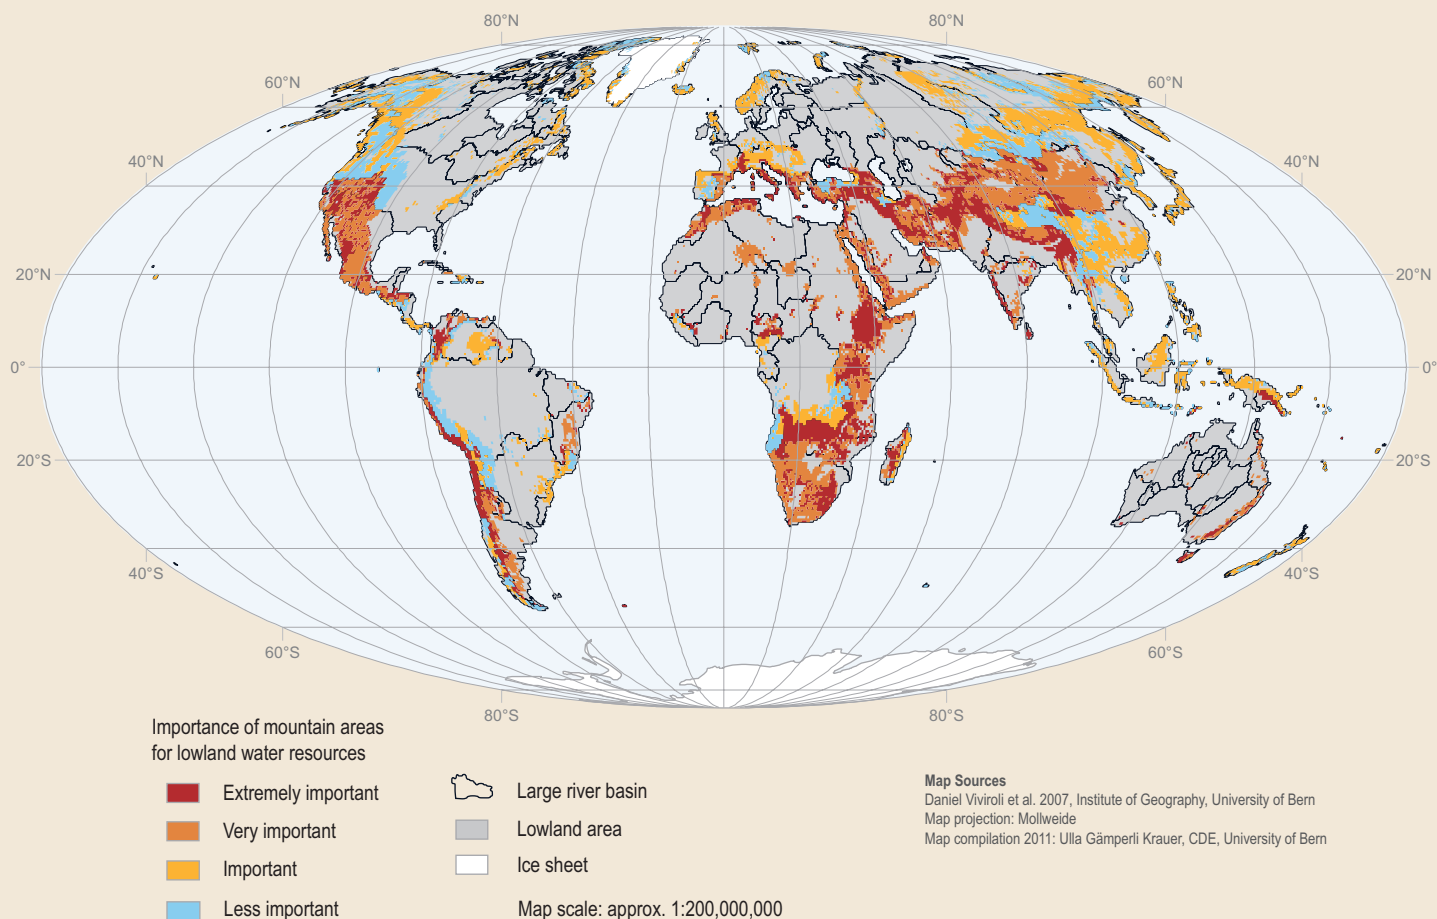 80°N
80°N
60°N
60°N
40°N
40°N
20°N
20°N
0°
0°
20°S
20°S
40°S
40°S
60°S
60°S
80°S
80°S
Importance of mountain areas
for lowland water resources
Extremely important
Very important
Important
Less important
Large river basin
Lowland area
Ice sheet
Map scale: approx. 1:200,000,000
Map Sources
Daniel Viviroli et al. 2007, Institute of Geography, University of Bern
Map projection: Mollweide
Map compilation 2011: Ulla Gämperli Krauer, CDE, University of Bern